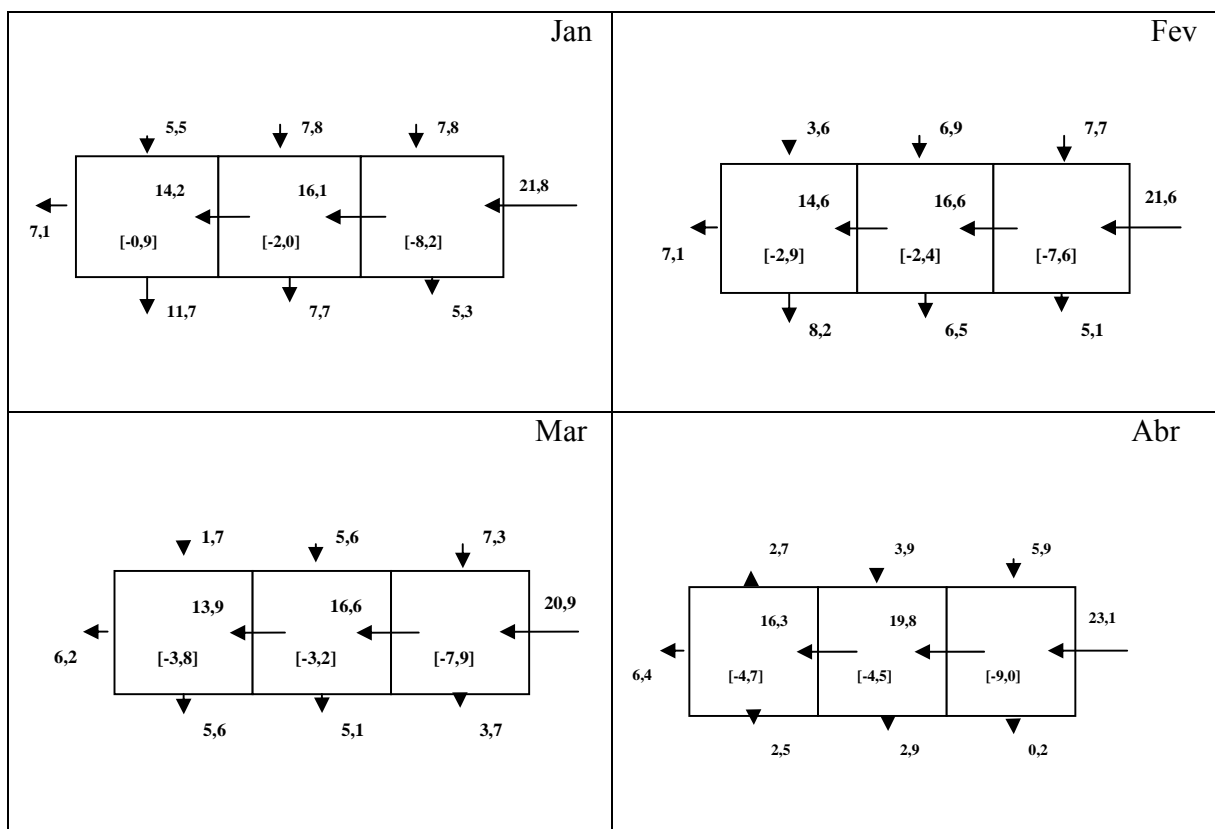 Jan
5,5 7,8 7,8
14,2 16,1 21,8
7,1 [-0,9] [-2,0] [-8,2]
11,7 7,7 5,3
Fev
3,6 6,9 7,7
14,6 16,6 21,6
7,1 [-2,9] [-2,4] [-7,6]
8,2 6,5 5,1
Mar
1,7 5,6 7,3
13,9 16,6 20,9
6,2 [-3,8] [-3,2] [-7,9]
5,6 5,1 3,7
Abr
2,7 3,9 5,9
16,3 19,8 23,1
6,4 [-4,7] [-4,5] [-9,0]
2,5 2,9 0,2